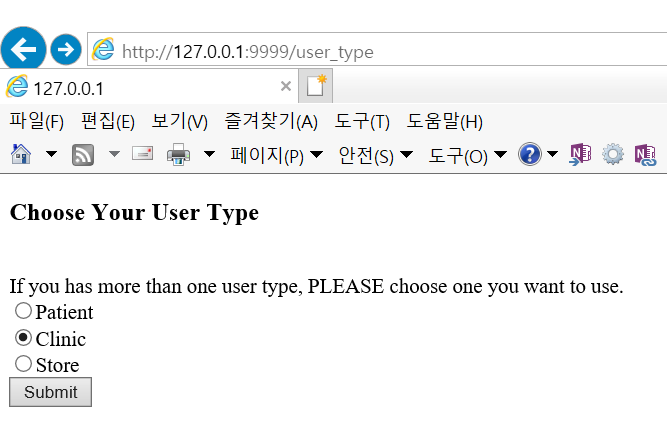 http://127.0.0.1:9999/user_type
127.0.0.1
파일(F) 편집(E) 보기(V) 즐겨찾기(A) 도구(T) 도움말(H)
페이지(P) 안전(S) 도구(O)
Choose Your User Type
If you has more than one user type, PLEASE choose one you want to use.
Patient
Clinic
Store
Submit